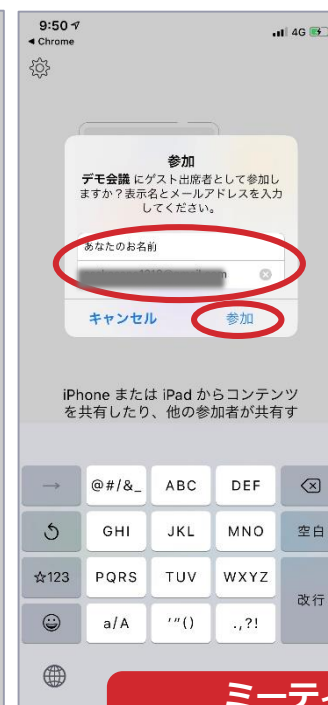 9:50
4G
◀ Chrome
参加
デモ会議 にゲスト出席者として参加し
ますか？表示名とメールア ドレスを入力
してください。
あなたのお名前
キャンセル
参加
iPhone または iPad からコンテンツ
を共有したり、他の参加者が共有す
→ @#/&_ ABC DEF
GHI JKL MNO 空白
☆123 PQRS TUV WXYZ
改行
a/A '"() .,?!
ミーティ